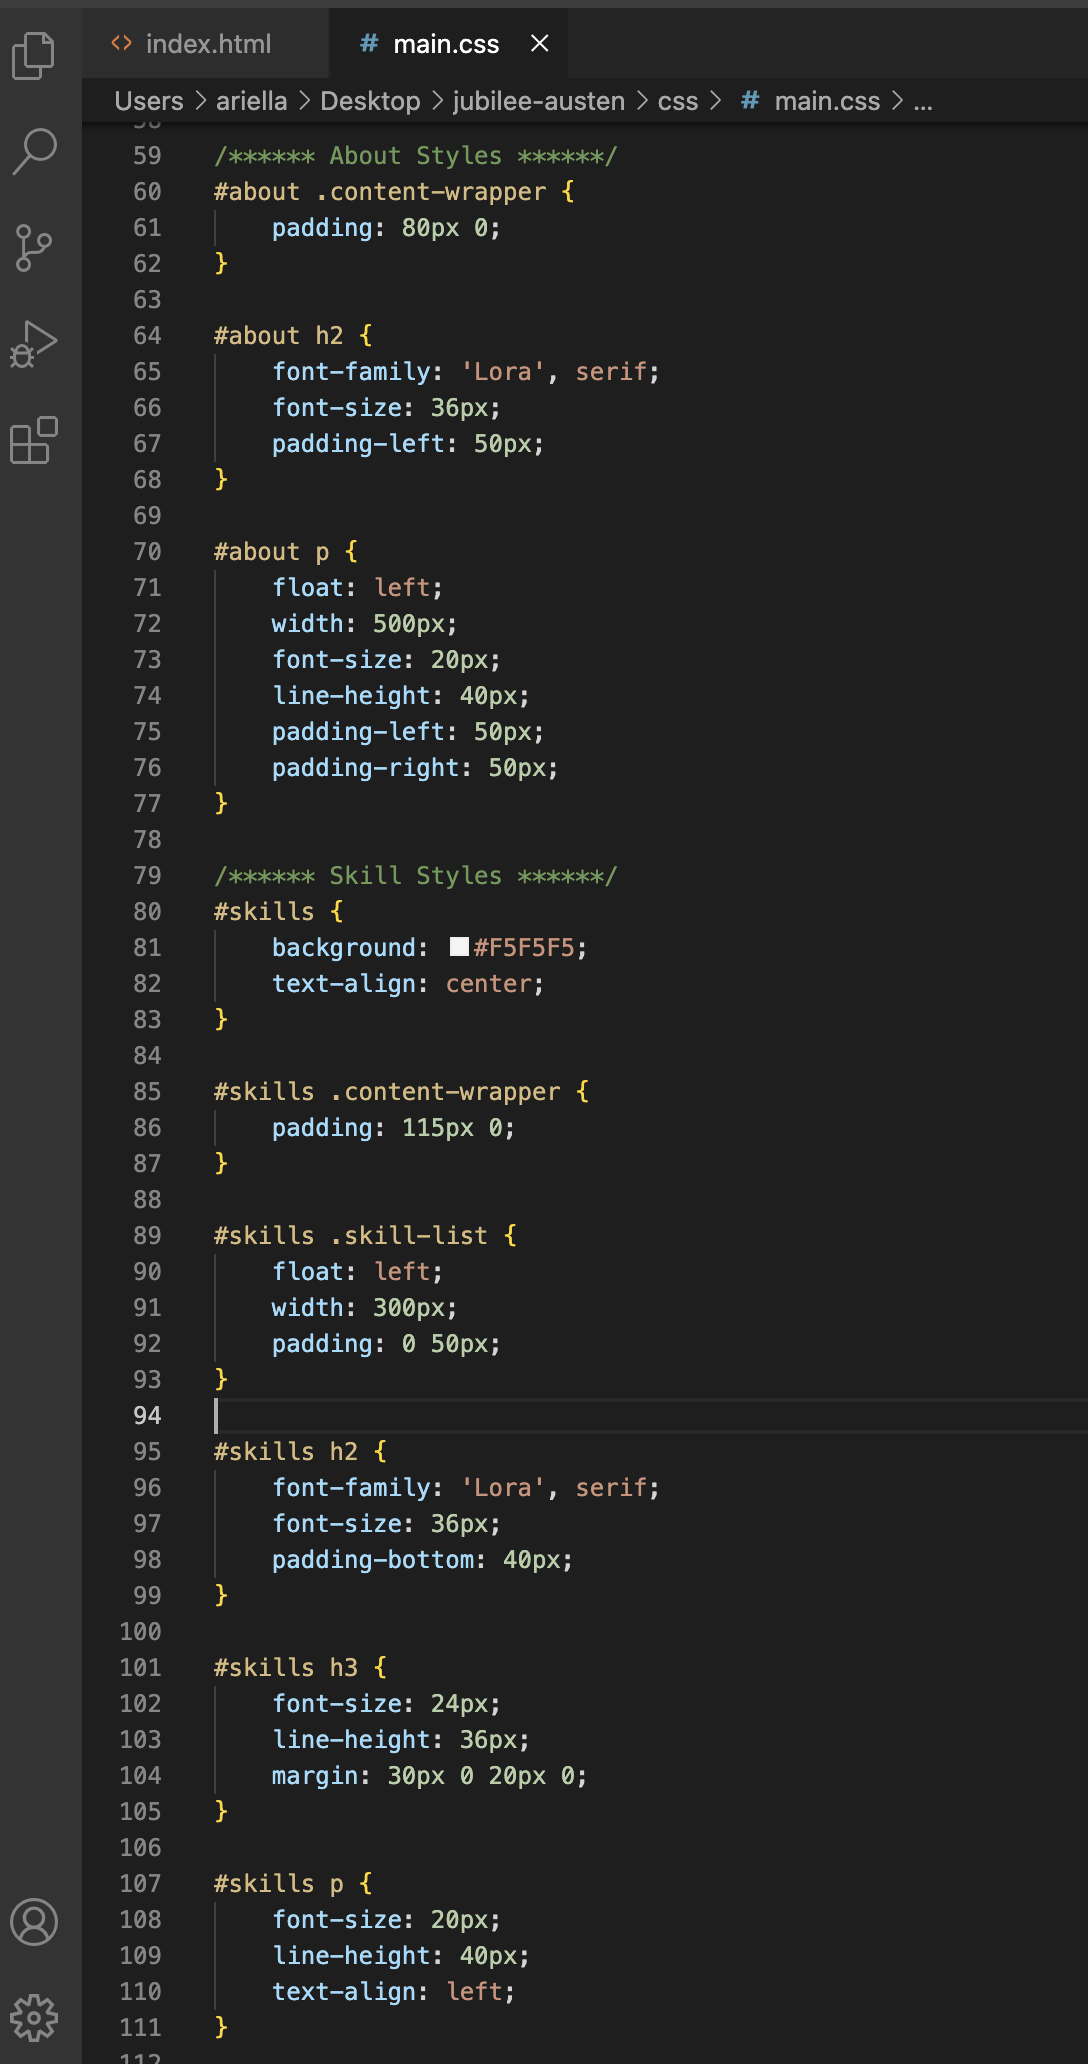 index.html
# main.css
Users > ariella > Desktop > jubilee-austen > css > # main.css > ...
58
59 /****** About Styles ******/
60 #about .content-wrapper {
61     padding: 80px 0;
62 }
63
64 #about h2 {
65     font-family: 'Lora', serif;
66     font-size: 36px;
67     padding-left: 50px;
68 }
69
70 #about p {
71     float: left;
72     width: 500px;
73     font-size: 20px;
74     line-height: 40px;
75     padding-left: 50px;
76     padding-right: 50px;
77 }
78
79 /****** Skill Styles ******/
80 #skills {
81     background: #F5F5F5;
82     text-align: center;
83 }
84
85 #skills .content-wrapper {
86     padding: 115px 0;
87 }
88
89 #skills .skill-list {
90     float: left;
91     width: 300px;
92     padding: 0 50px;
93 }
94
95 #skills h2 {
96     font-family: 'Lora', serif;
97     font-size: 36px;
98     padding-bottom: 40px;
99 }
100
101 #skills h3 {
102     font-size: 24px;
103     line-height: 36px;
104     margin: 30px 0 20px 0;
105 }
106
107 #skills p {
108     font-size: 20px;
109     line-height: 40px;
110     text-align: left;
111 }
112